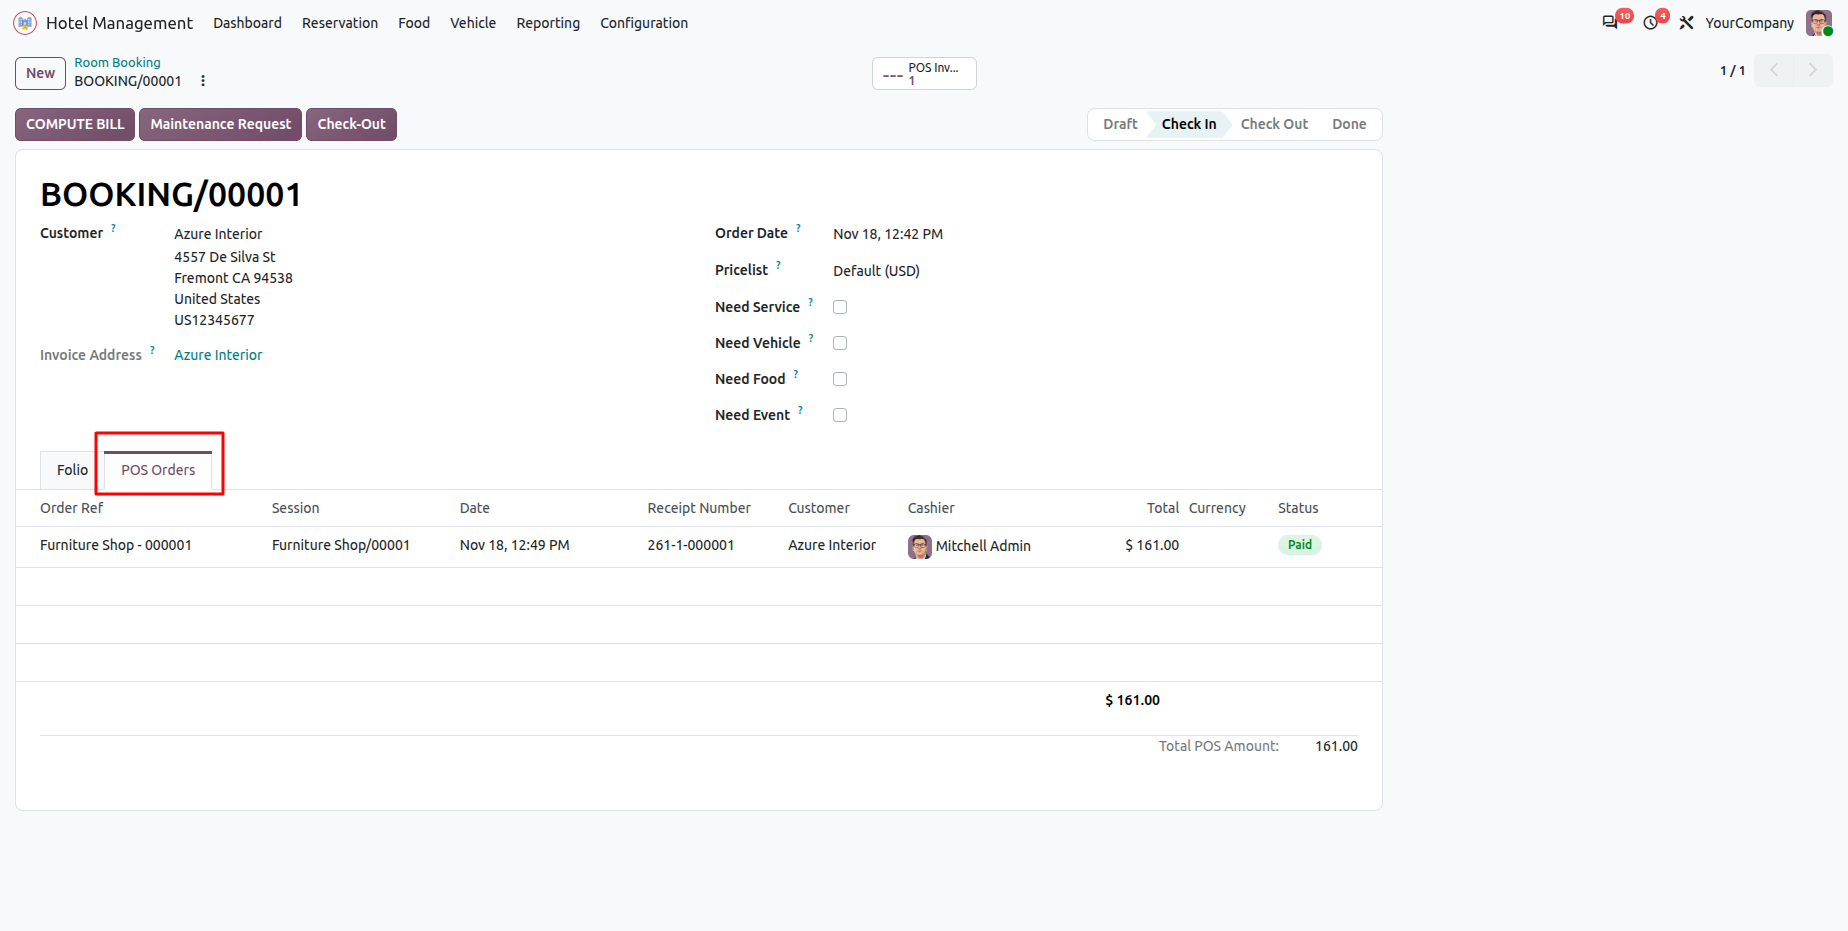 Hotel Management Dashboard Reservation Food Vehicle Reporting Configuration 10 4 YourCompany
New Room Booking
BOOKING/00001
POS Inv...
1
1 / 1
COMPUTE BILL Maintenance Request Check-Out Draft Check In Check Out Done
BOOKING/00001
Customer ? Azure Interior
4557 De Silva St
Fremont CA 94538
United States
US12345677
Invoice Address ? Azure Interior
Order Date ? Nov 18, 12:42 PM
Pricelist ? Default (USD)
Need Service ?
Need Vehicle ?
Need Food ?
Need Event ?
Folio POS Orders
Order Ref Session Date Receipt Number Customer Cashier Total Currency Status
Furniture Shop - 000001 Furniture Shop/00001 Nov 18, 12:49 PM 261-1-000001 Azure Interior Mitchell Admin $ 161.00 Paid
$ 161.00
Total POS Amount: 161.00